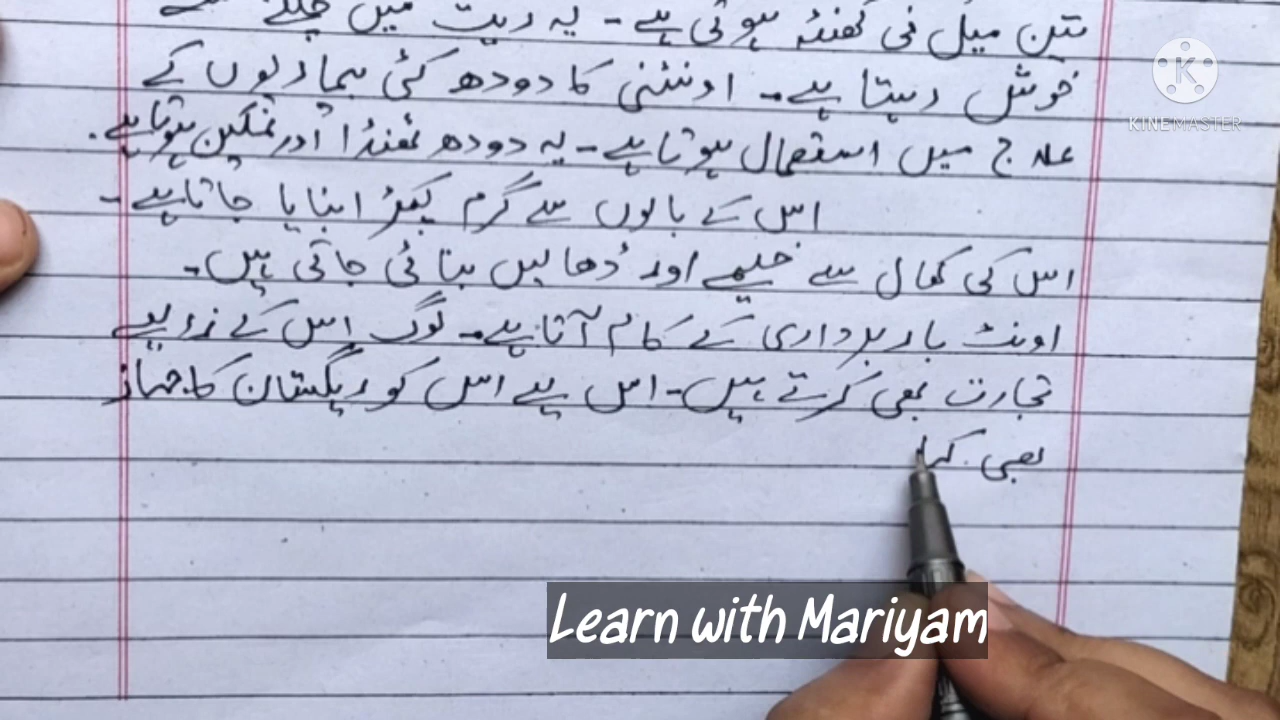 تین میل فی گھنٹہ ہوتی ہے۔ یہ ریت میں چلنے سے
خوش رہتا ہے۔ اونٹنی کا دودھ کئی بیماریوں کے
علاج میں استعمال ہوتا ہے۔ یہ دودھ ٹھنڈا اور نمکین ہوتا ہے۔
اس کے بالوں سے گرم کپڑا بنایا جاتا ہے۔
اس کی کھال سے خیمے اور ڈھالیں بنائی جاتی ہیں۔
اونٹ باربرداری کے کام آتا ہے۔ لوگ اس کے ذریعے
تجارت بھی کرتے ہیں۔ اس لیے اس کو ریگستان کا جہاز
بھی کہا
Learn with Mariyam
K
KINEMASTER